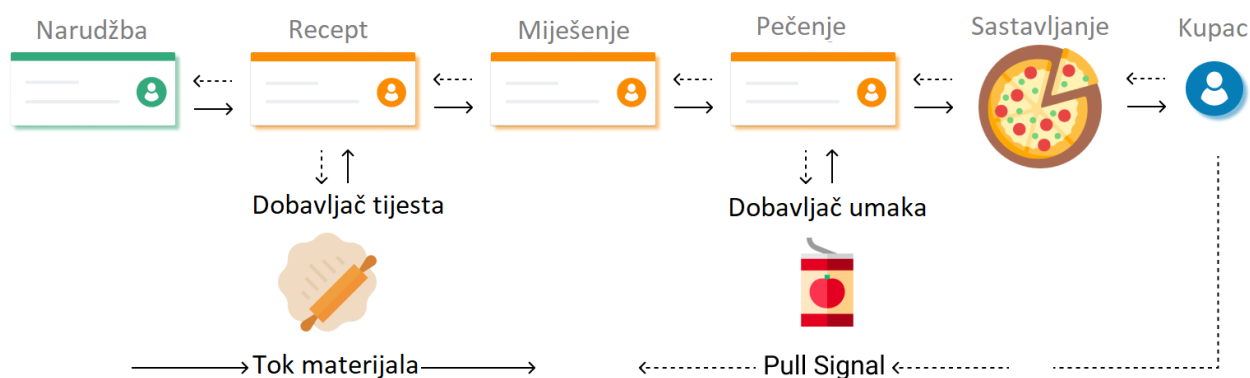 Narudžba
Recept
Miješenje
Pečenje
Sastavljanje
Kupac
Dobavljač tijesta
Dobavljač umaka
Tok materijala
Pull Signal